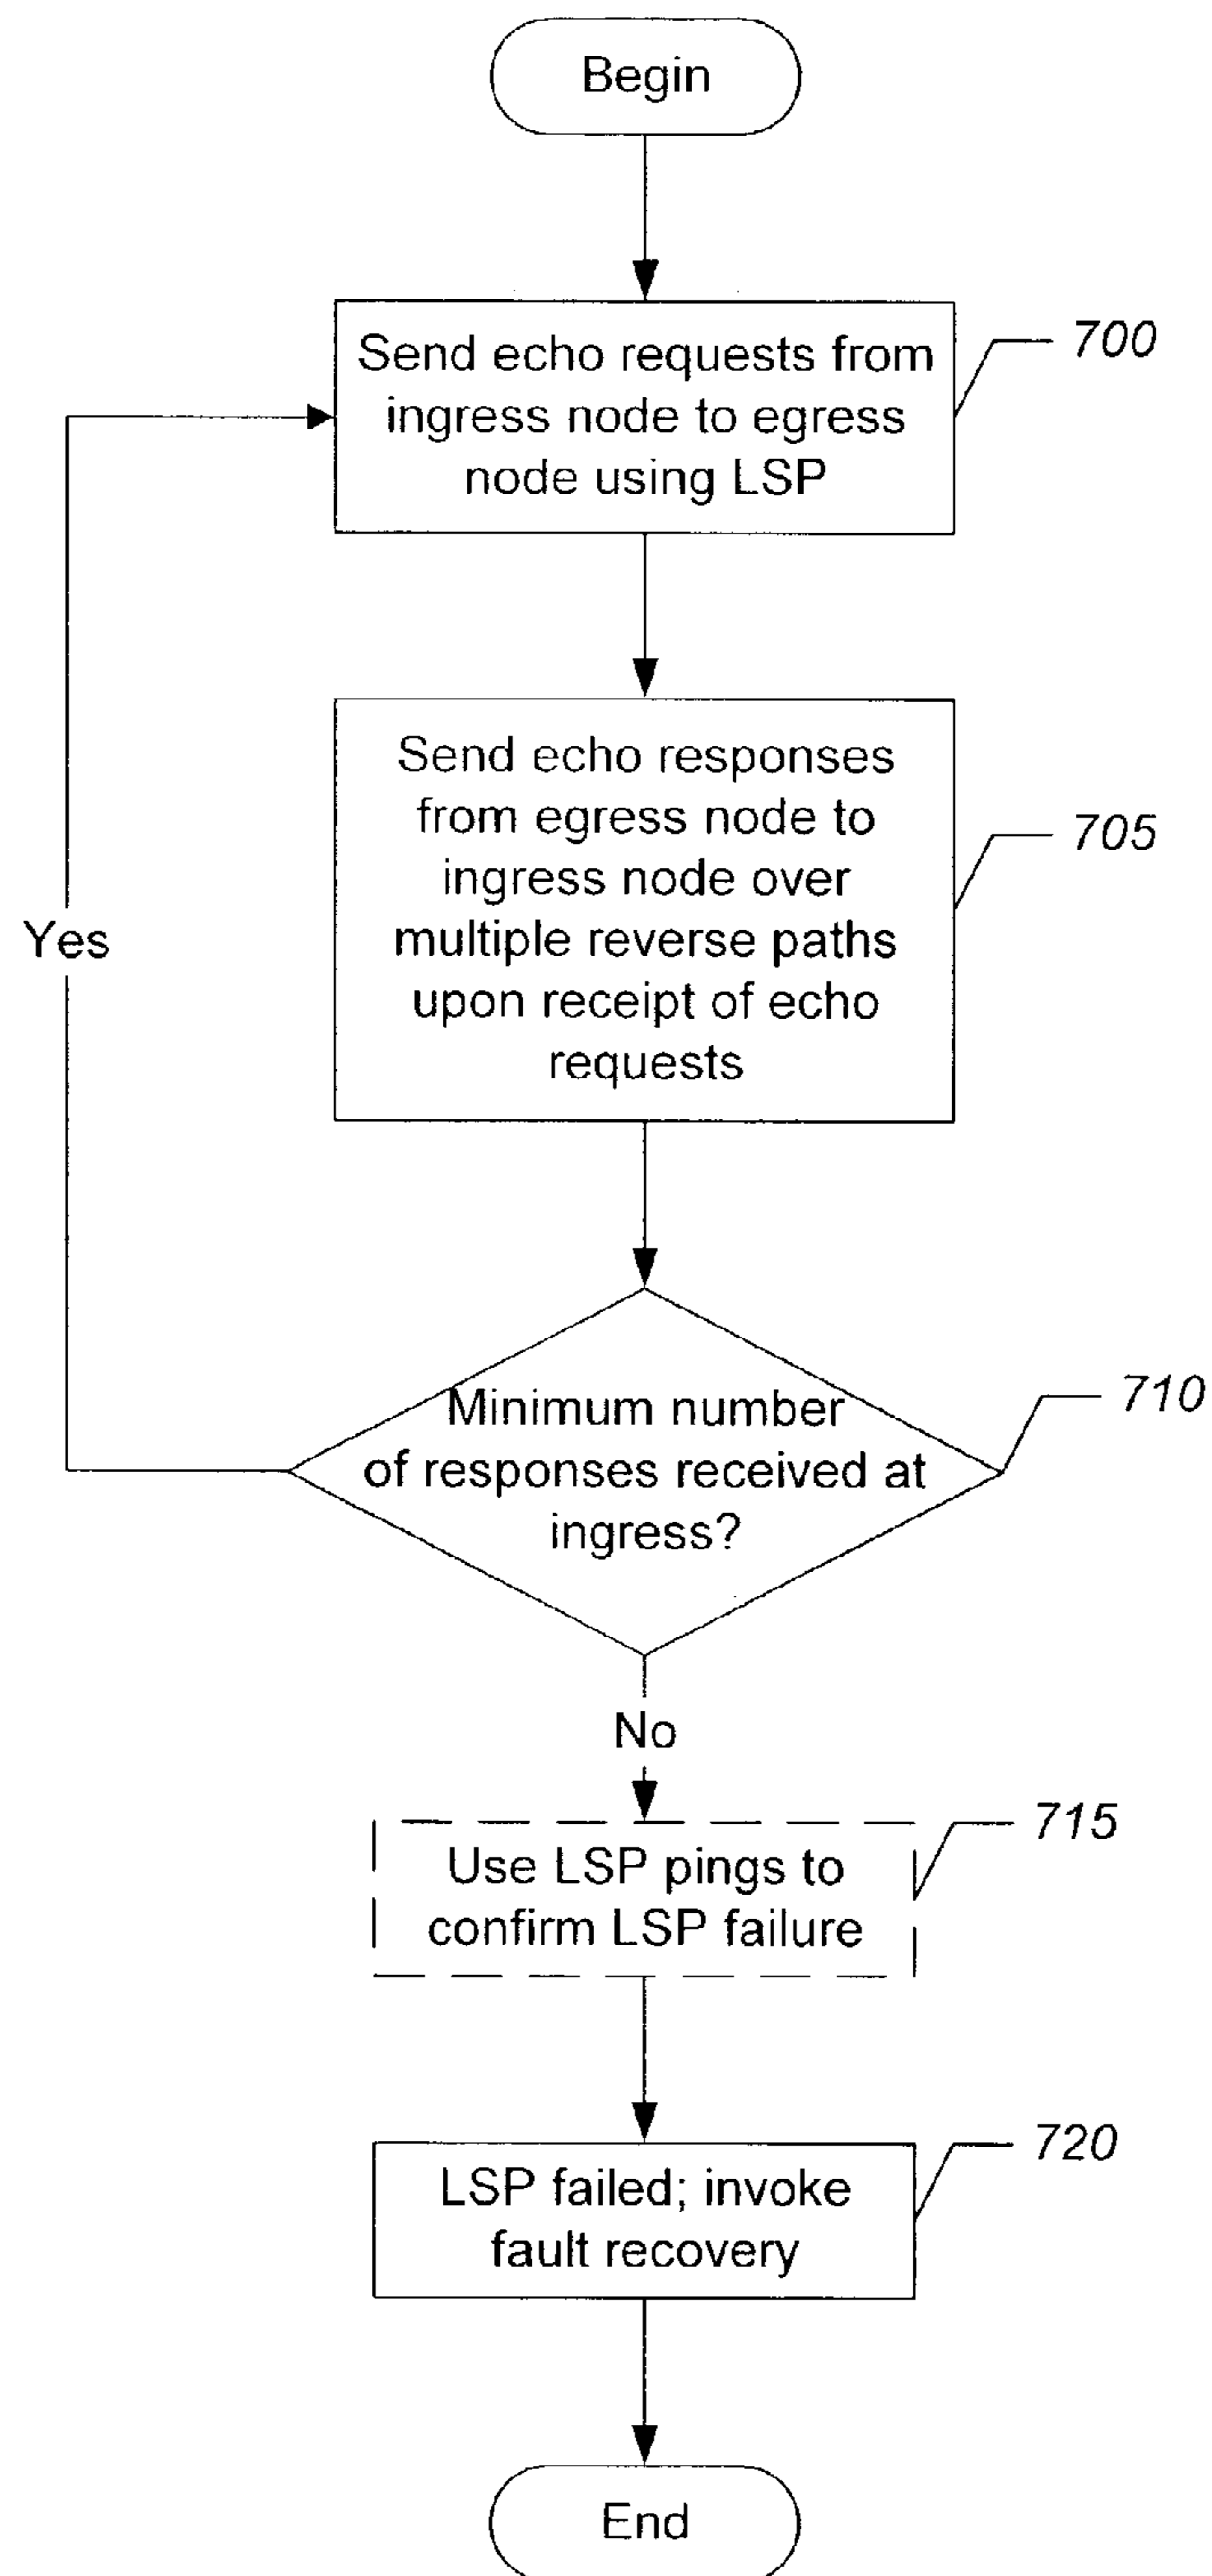 Begin
Send echo requests from
ingress node to egress
node using LSP
700
Send echo responses
from egress node to
ingress node over
multiple reverse paths
upon receipt of echo
requests
705
Yes
Minimum number
of responses received at
ingress?
710
No
Use LSP pings to
confirm LSP failure
715
LSP failed; invoke
fault recovery
720
End